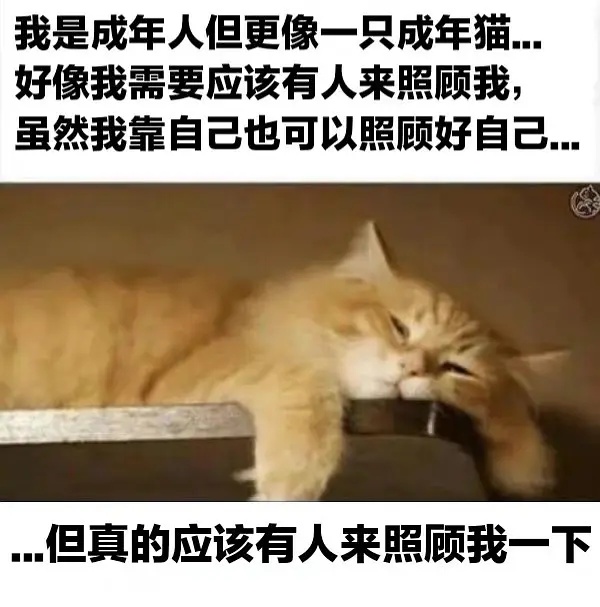 我是成年人但更像一只成年猫...
好像我需要应该有人来照顾我，
虽然我靠自己也可以照顾好自己...
...但真的应该有人来照顾我一下